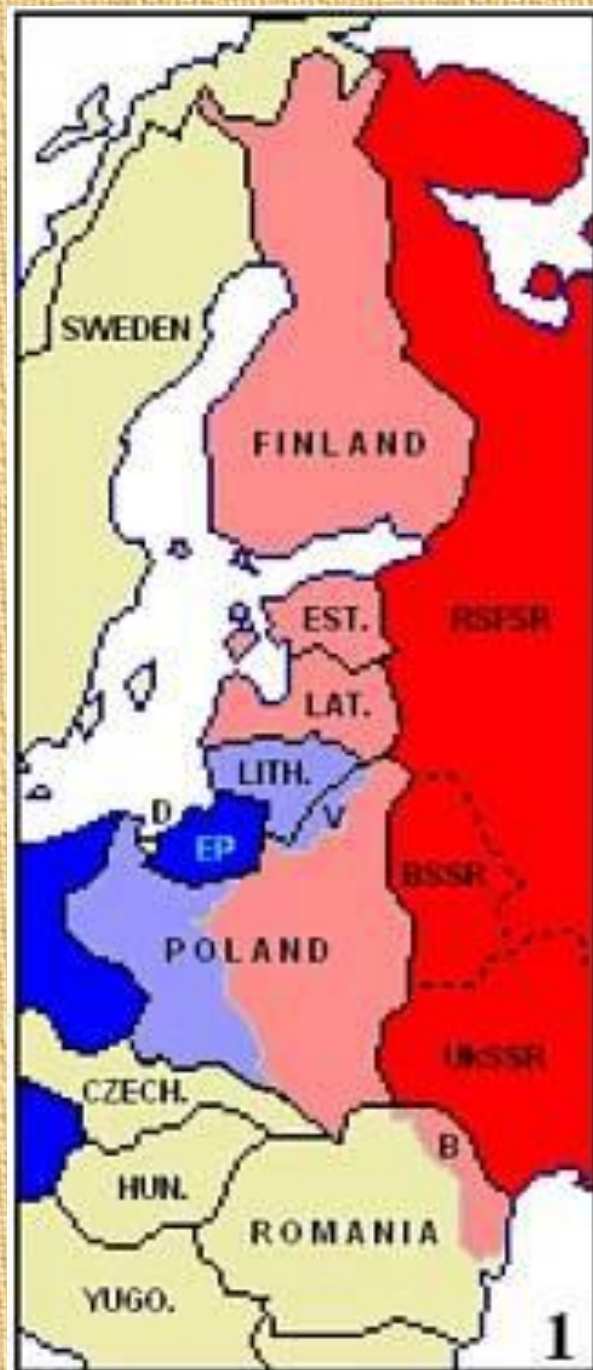 SWEDEN
FINLAND
EST.
RSFSR
LAT.
LITH.
D
V
EP
BSSR
POLAND
UkSSR
CZECH.
B
HUN.
ROMANIA
YUGO.
1